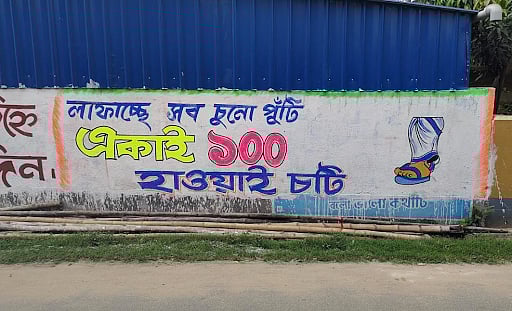 দিন.
লাফাচ্ছে সব চুনো পুঁটি
একাই ১০০
হাওয়াই চটি